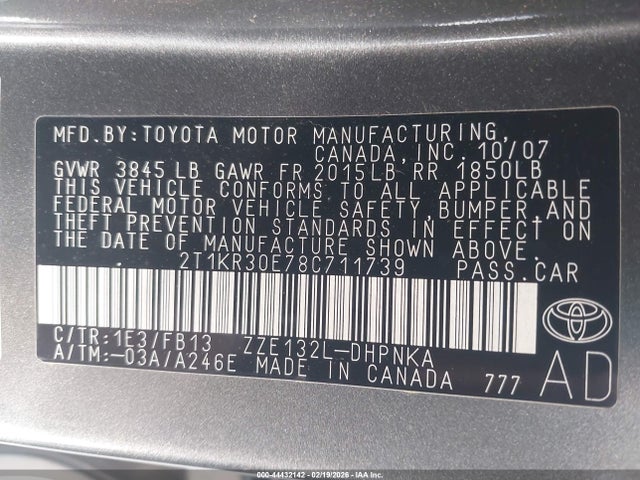 MFD.BY:TOYOTA MOTOR MANUFACTURING,
CANADA,INC. 10/07
GVWR 3845LB GAWR FR 2015LB RR 1850LB
THIS VEHICLE CONFORMS TO ALL APPLICABLE
FEDERAL MOTOR VEHICLE SAFETY,BUMPER,AND
THEFT PREVENTION STANDARDS IN EFFECT ON
THE DATE OF MANUFACTURE SHOWN ABOVE.
2T1KR30E78C711739 PASS.CAR
C/TR:1E3/FB13 ZZE132L-DHPNKA
A/TM:-03A/A246E MADE IN CANADA 777
AD
000-44432142 - 02/19/2026 - IAA Inc.